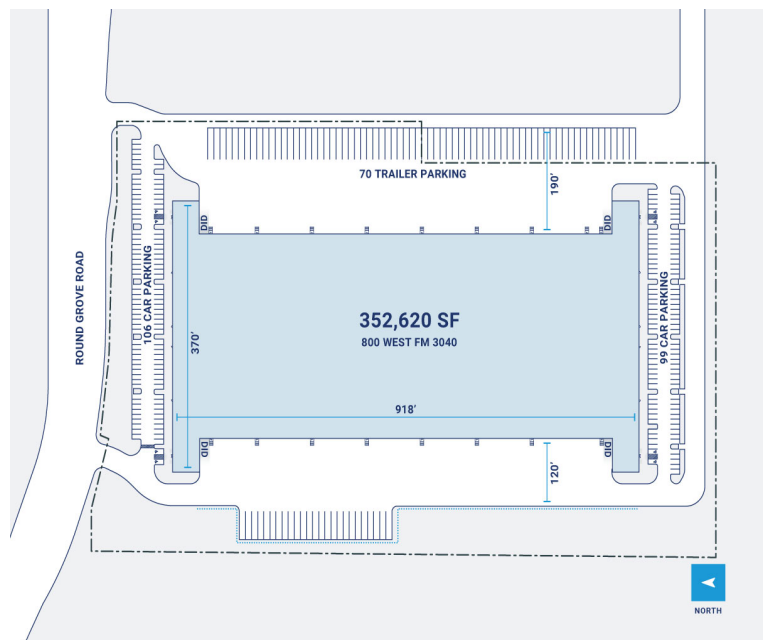 70 TRAILER PARKING
190'
DID
DID
ROUND GROVE ROAD
106 CAR PARKING
370'
352,620 SF
800 WEST FM 3040
99 CAR PARKING
918'
DID
DID
120'
NORTH